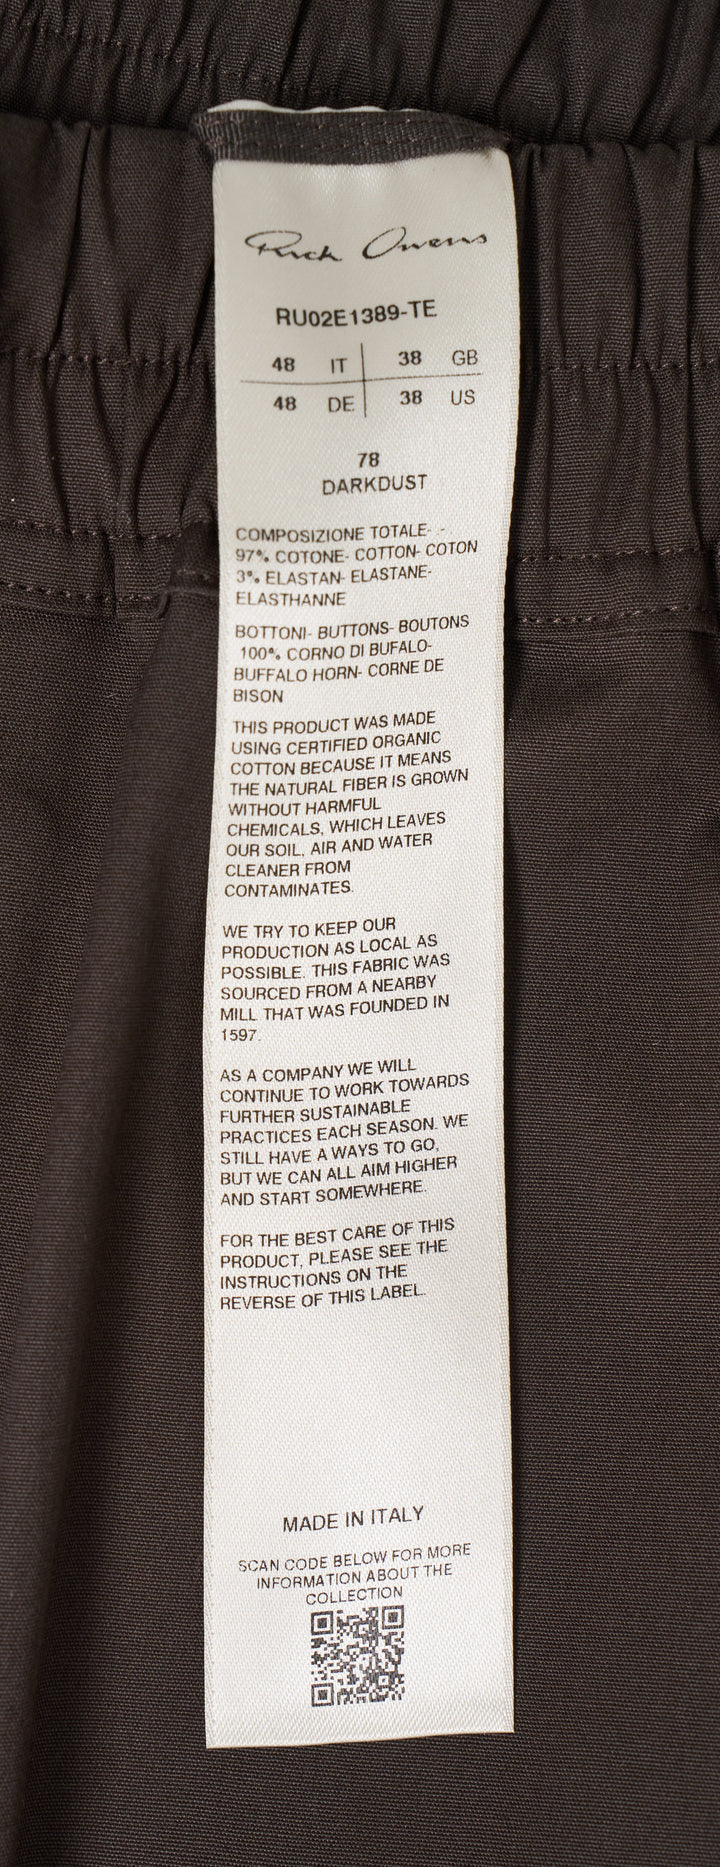 Rick Owens
RU02E1389-TE
48 IT 38 GB
48 DE 38 US
78
DARKDUST
COMPOSIZIONE TOTALE- -
97% COTONE- COTTON- COTON
3% ELASTAN- ELASTANE-
ELASTHANNE
BOTTONI- BUTTONS- BOUTONS
100% CORNO DI BUFALO-
BUFFALO HORN- CORNE DE
BISON
THIS PRODUCT WAS MADE
USING CERTIFIED ORGANIC
COTTON BECAUSE IT MEANS
THE NATURAL FIBER IS GROWN
WITHOUT HARMFUL
CHEMICALS, WHICH LEAVES
OUR SOIL, AIR AND WATER
CLEANER FROM
CONTAMINATES.
WE TRY TO KEEP OUR
PRODUCTION AS LOCAL AS
POSSIBLE. THIS FABRIC WAS
SOURCED FROM A NEARBY
MILL THAT WAS FOUNDED IN
1597.
AS A COMPANY WE WILL
CONTINUE TO WORK TOWARDS
FURTHER SUSTAINABLE
PRACTICES EACH SEASON. WE
STILL HAVE A WAYS TO GO,
BUT WE CAN ALL AIM HIGHER
AND START SOMEWHERE.
FOR THE BEST CARE OF THIS
PRODUCT, PLEASE SEE THE
INSTRUCTIONS ON THE
REVERSE OF THIS LABEL.
MADE IN ITALY
SCAN CODE BELOW FOR MORE
INFORMATION ABOUT THE
COLLECTION